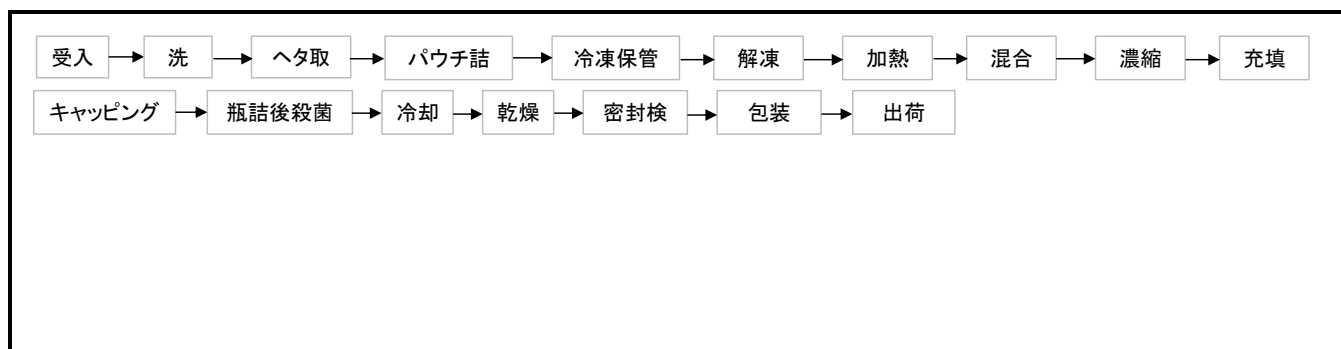 受入 洗 ヘタ取 パウチ詰 冷凍保管 解凍 加熱 混合 濃縮 充填
キャッピング 瓶詰後殺菌 冷却 乾燥 密封検 包装 出荷